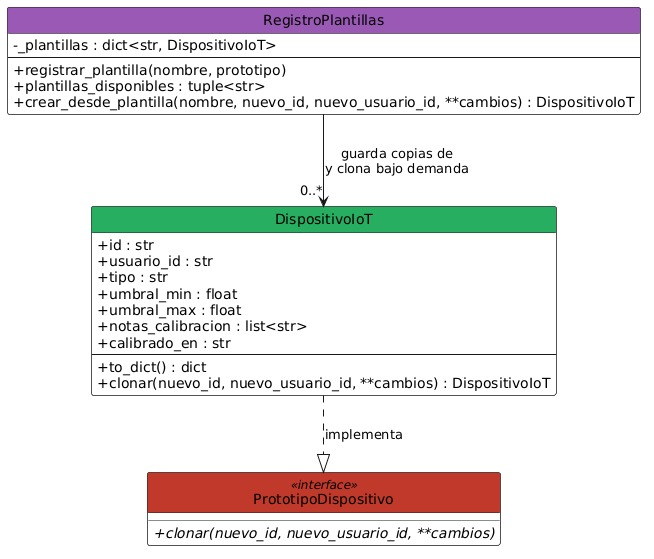 RegistroPlantillas
-_plantillas : dict<str, DispositivoIoT>
+registrar_plantilla(nombre, prototipo)
+plantillas_disponibles : tuple<str>
+crear_desde_plantilla(nombre, nuevo_id, nuevo_usuario_id, **cambios) : DispositivoIoT
guarda copias de
y clona bajo demanda
0..*
DispositivoIoT
+id : str
+usuario_id : str
+tipo : str
+umbral_min : float
+umbral_max : float
+notas_calibracion : list<str>
+calibrado_en : str
+to_dict() : dict
+clonar(nuevo_id, nuevo_usuario_id, **cambios) : DispositivoIoT
implementa
«interface»
PrototipoDispositivo
+clonar(nuevo_id, nuevo_usuario_id, **cambios)